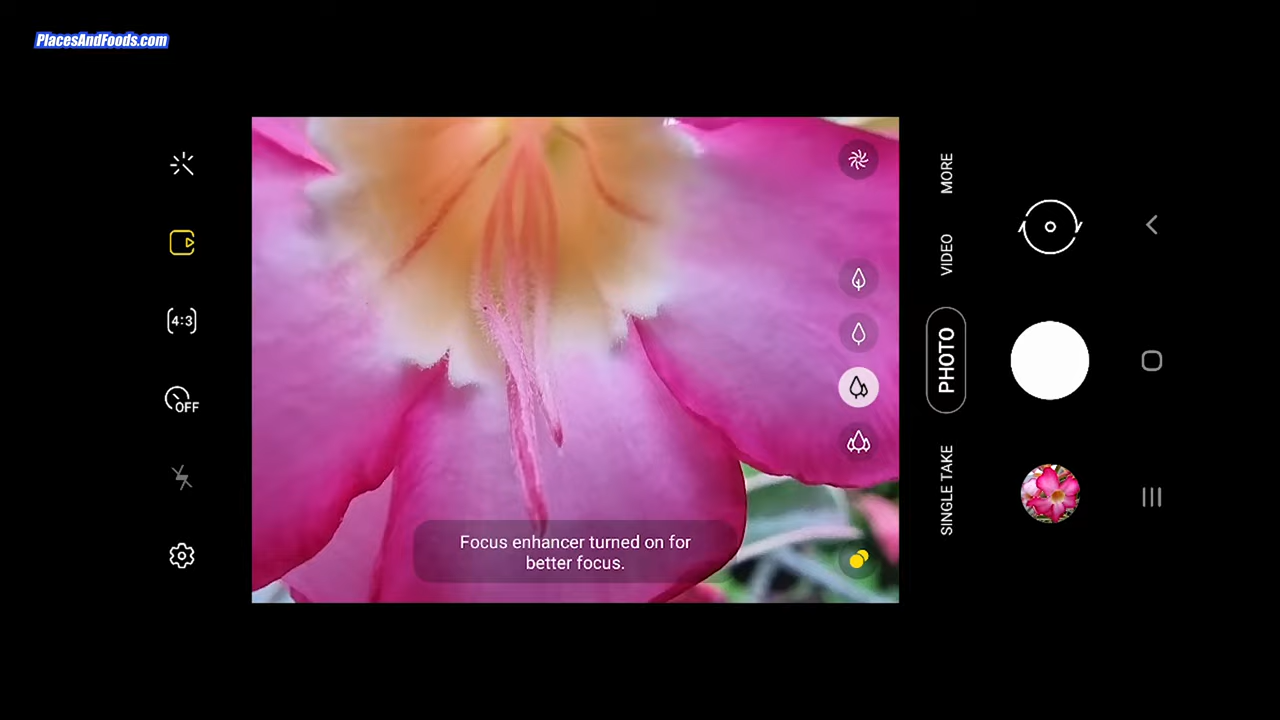 PlacesAndFoods.com
4:3
OFF
Focus enhancer turned on for
better focus.
MORE
VIDEO
PHOTO
SINGLE TAKE